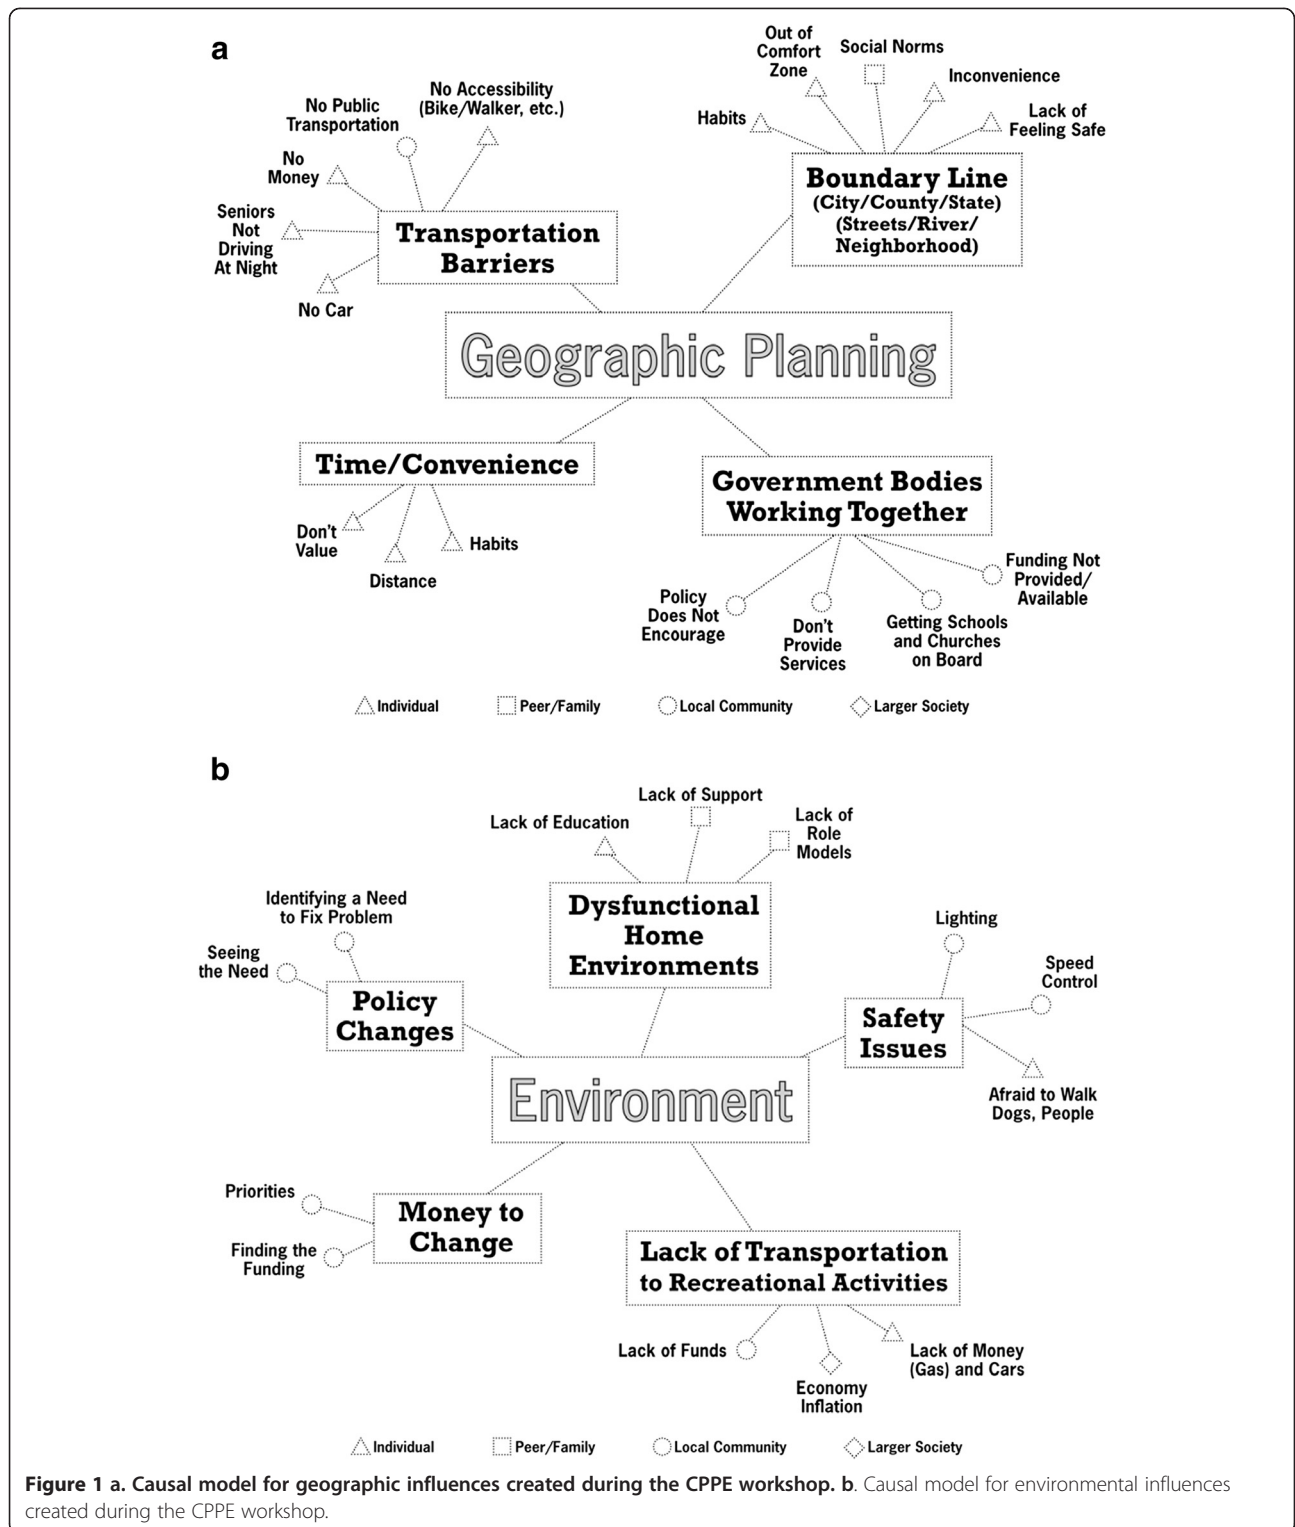 a
No Accessibility
(Bike/Walker, etc.)
No Public
Transportation
No
Money
Seniors
Not
Driving
At Night
No Car
Transportation
Barriers
Out of
Comfort
Zone
Social Norms
Inconvenience
Habits
Lack of
Feeling Safe
Boundary Line
(City/County/State)
(Streets/River/
Neighborhood)
Geographic Planning
Time/Convenience
Don't
Value
Distance
Habits
Government Bodies
Working Together
Policy
Does Not
Encourage
Don't
Provide
Services
Getting Schools
and Churches
on Board
Funding Not
Provided/
Available
Individual
Peer/Family
Local Community
Larger Society
b
Lack of Education
Lack of Support
Lack of
Role
Models
Dysfunctional
Home
Environments
Identifying a Need
to Fix Problem
Seeing
the Need
Policy
Changes
Lighting
Speed
Control
Safety
Issues
Afraid to Walk
Dogs, People
Environment
Priorities
Finding the
Funding
Money to
Change
Lack of Transportation
to Recreational Activities
Lack of Funds
Economy
Inflation
Lack of Money
(Gas) and Cars
Individual
Peer/Family
Local Community
Larger Society
Figure 1 a. Causal model for geographic influences created during the CPPE workshop. b. Causal model for environmental influences
created during the CPPE workshop.